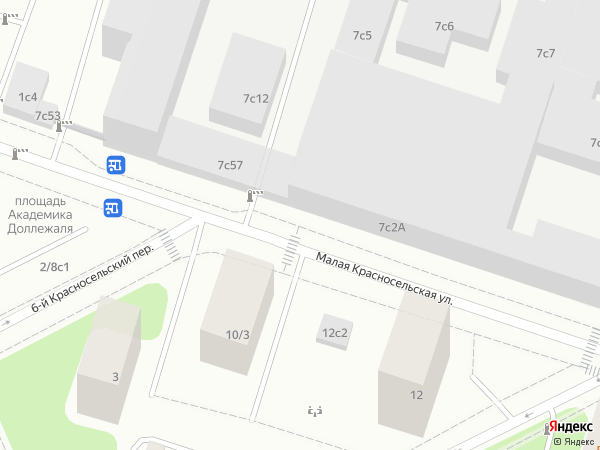 7с6
7с5
7с7
1с4
7с12
7с53
7с
7с57
площадь
Академика
Доллежаля
7с2А
2/8с1
6-й Красносельский пер.
Малая Красносельская ул.
10/3
12с2
3
12
Яндекс
© Яндекс